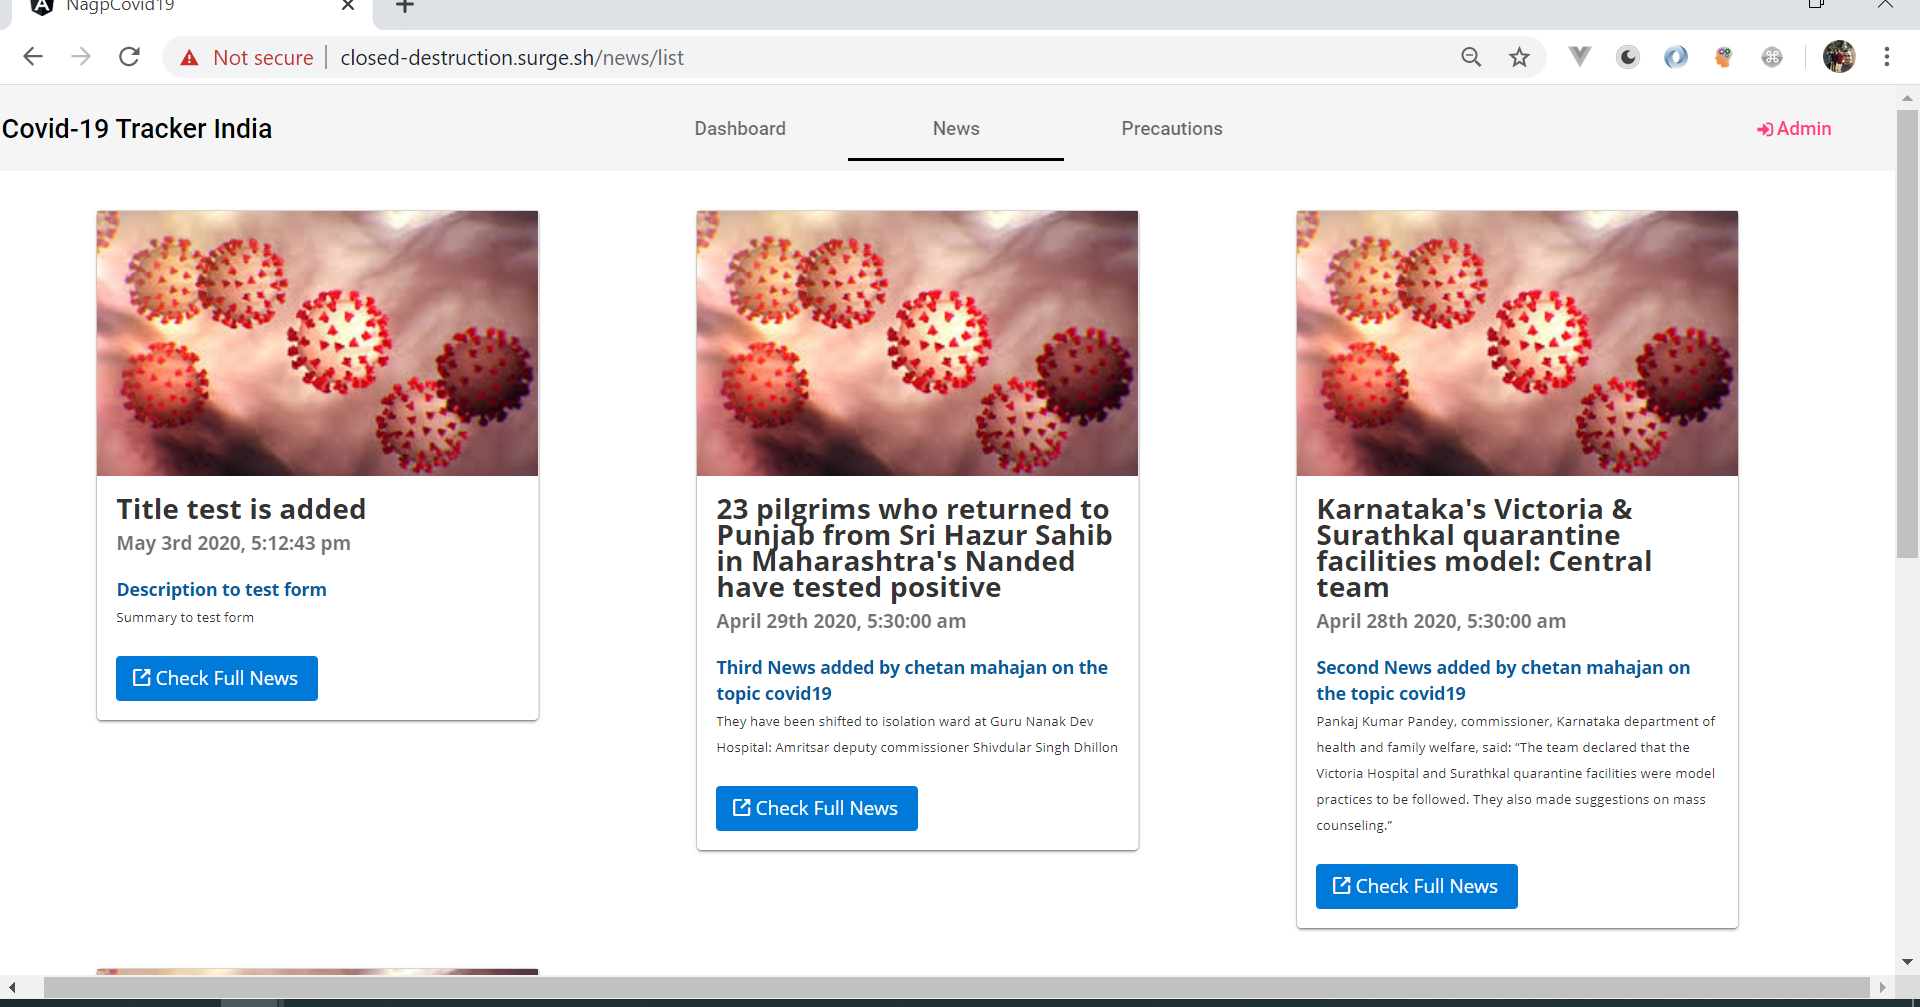 NagpCovid19
Not secure
closed-destruction.surge.sh/news/list
Covid-19 Tracker India
Dashboard
News
Precautions
Admin
Title test is added
May 3rd 2020, 5:12:43 pm
Description to test form
Summary to test form
Check Full News
23 pilgrims who returned to
Punjab from Sri Hazur Sahib
in Maharashtra's Nanded
have tested positive
April 29th 2020, 5:30:00 am
Third News added by chetan mahajan on the
topic covid19
They have been shifted to isolation ward at Guru Nanak Dev
Hospital: Amritsar deputy commissioner Shivdular Singh Dhillon
Check Full News
Karnataka's Victoria &
Surathkal quarantine
facilities model: Central
team
April 28th 2020, 5:30:00 am
Second News added by chetan mahajan on
the topic covid19
Pankaj Kumar Pandey, commissioner, Karnataka department of
health and family welfare, said: “The team declared that the
Victoria Hospital and Surathkal quarantine facilities were model
practices to be followed. They also made suggestions on mass
counseling.”
Check Full News